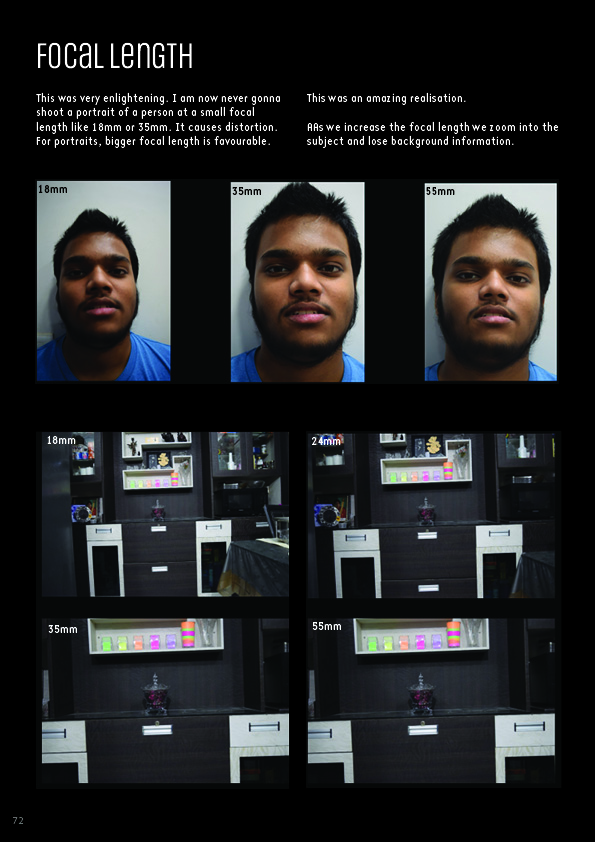 Focal Length
This was very enlightening. I am now never gonna
shoot a portrait of a person at a small focal
length like 18mm or 35mm. It causes distortion.
For portraits, bigger focal length is favourable.
This was an amazing realisation.
AAs we increase the focal length we zoom into the
subject and lose background information.
18mm
35mm
55mm
18mm
24mm
35mm
55mm
72